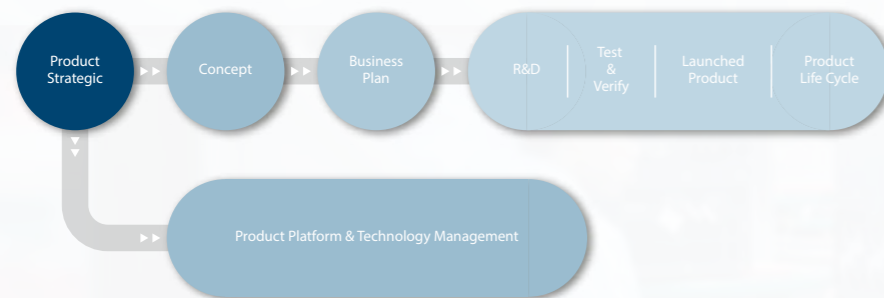 Product
Strategic
Concept
Business
Plan
R&D
Test
&
Verify
Launched
Product
Product
Life Cycle
Product Platform & Technology Management